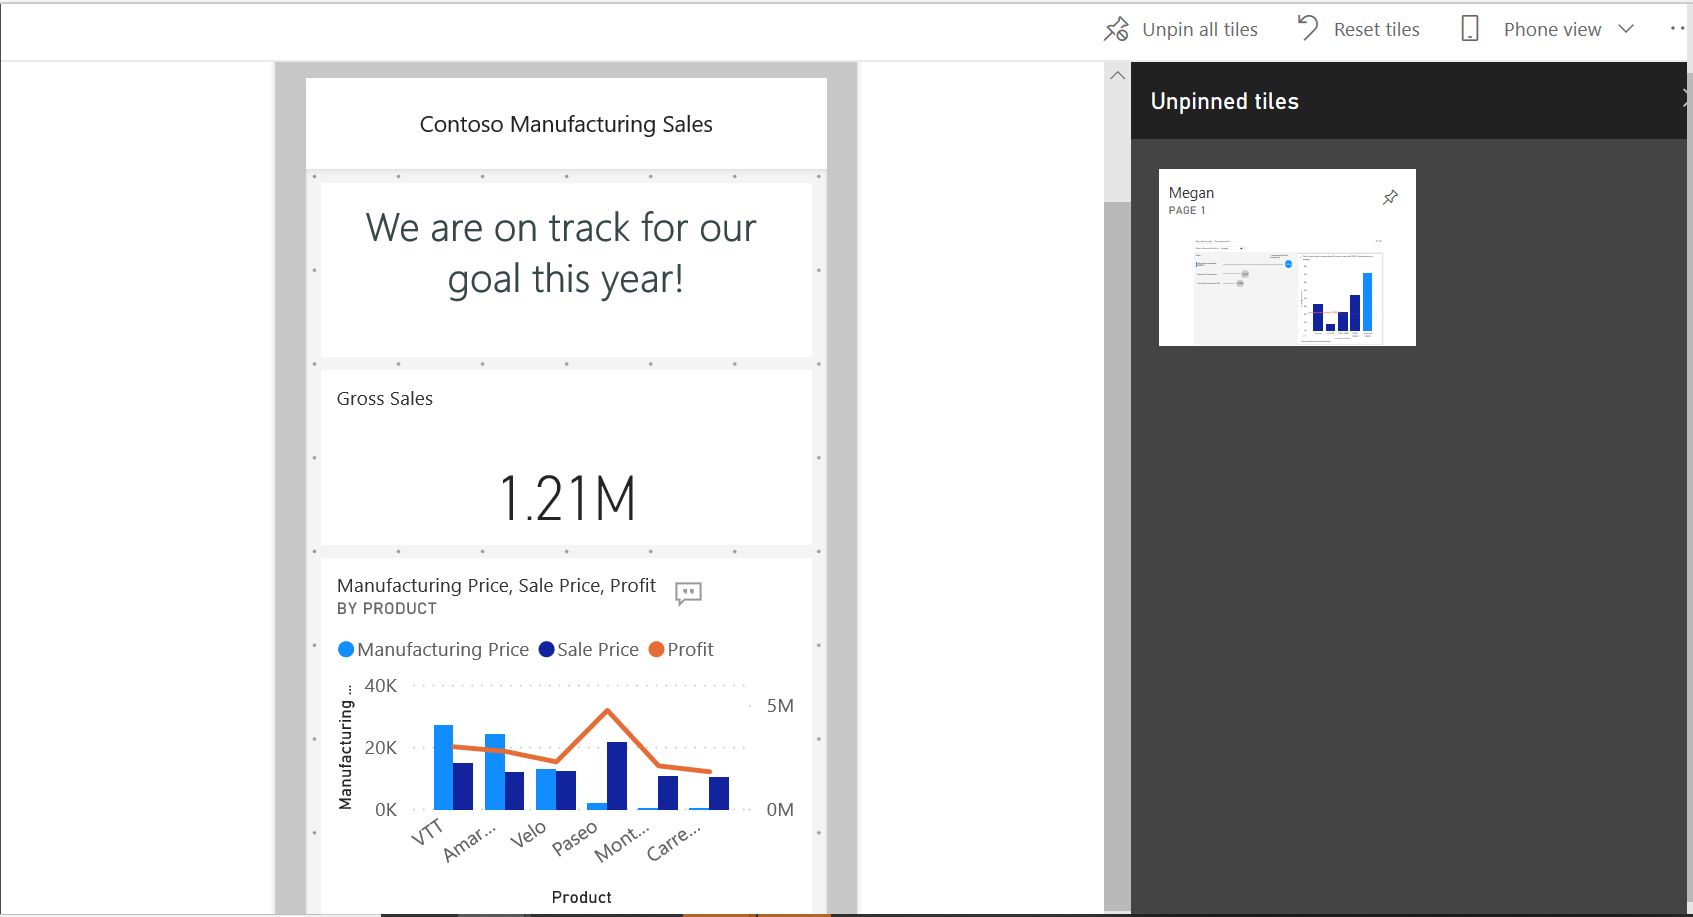 Unpin all tiles
Reset tiles
Phone view
Contoso Manufacturing Sales
We are on track for our
goal this year!
Gross Sales
1.21M
Manufacturing Price, Sale Price, Profit
BY PRODUCT
Manufacturing Price Sale Price Profit
Manufacturing ...
40K
20K
0K
5M
0M
VTT
Amar...
Velo
Paseo
Mont...
Carre...
Product
Unpinned tiles
Megan
PAGE 1